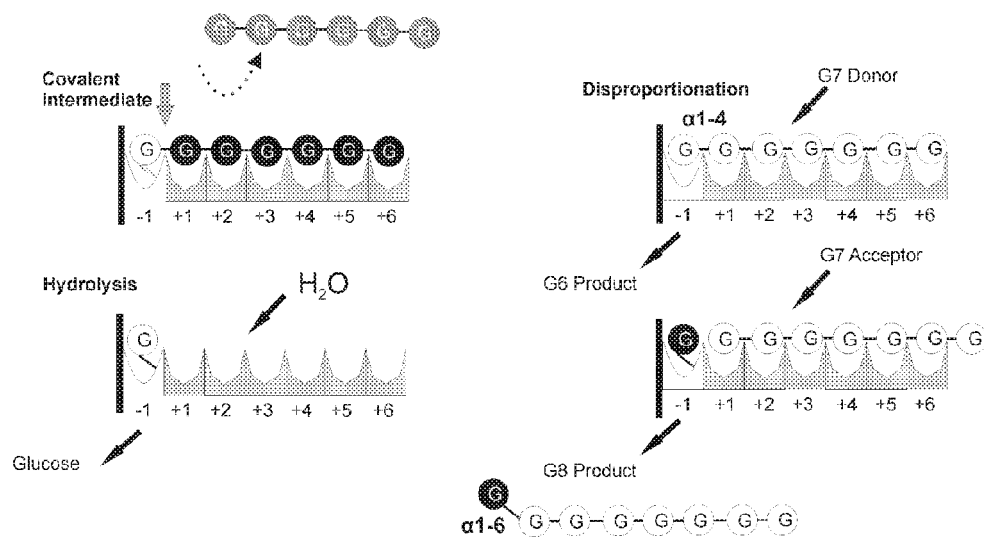 G G G G G G
Covalent
intermediate
G G G G G G G
-1 +1 +2 +3 +4 +5 +6
Hydrolysis
H2O
G
-1 +1 +2 +3 +4 +5 +6
Glucose
Disproportionation
G7 Donor
α1-4
G G G G G G G
-1 +1 +2 +3 +4 +5 +6
G6 Product
G7 Acceptor
G G G G G G G G
-1 +1 +2 +3 +4 +5 +6
G8 Product
G
α1-6
G G G G G G G